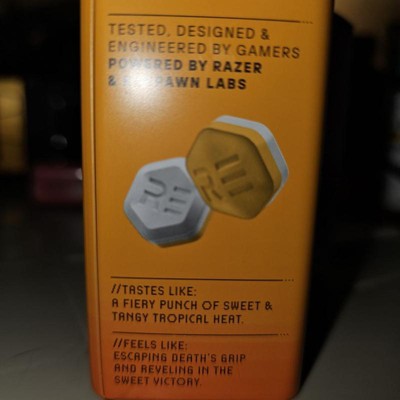 TESTED, DESIGNED &
ENGINEERED BY GAMERS
POWERED BY RAZER
& RESPAWN LABS
//TASTES LIKE:
A FIERY PUNCH OF SWEET &
TANGY TROPICAL HEAT.
//FEELS LIKE:
ESCAPING DEATH'S GRIP
AND REVELING IN THE
SWEET VICTORY.